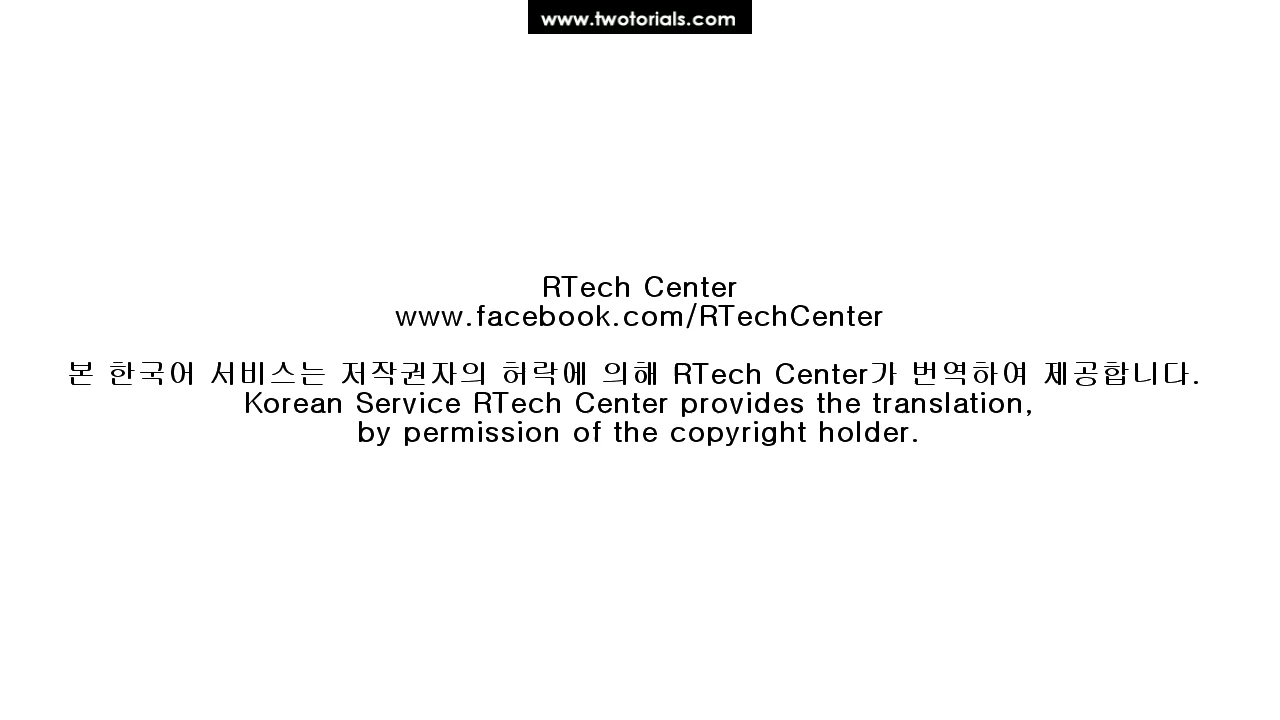 www.twotorials.com
RTech Center
www.facebook.com/RTechCenter
본 한국어 서비스는 저작권자의 허락에 의해 RTech Center가 번역하여 제공합니다.
Korean Service RTech Center provides the translation,
by permission of the copyright holder.